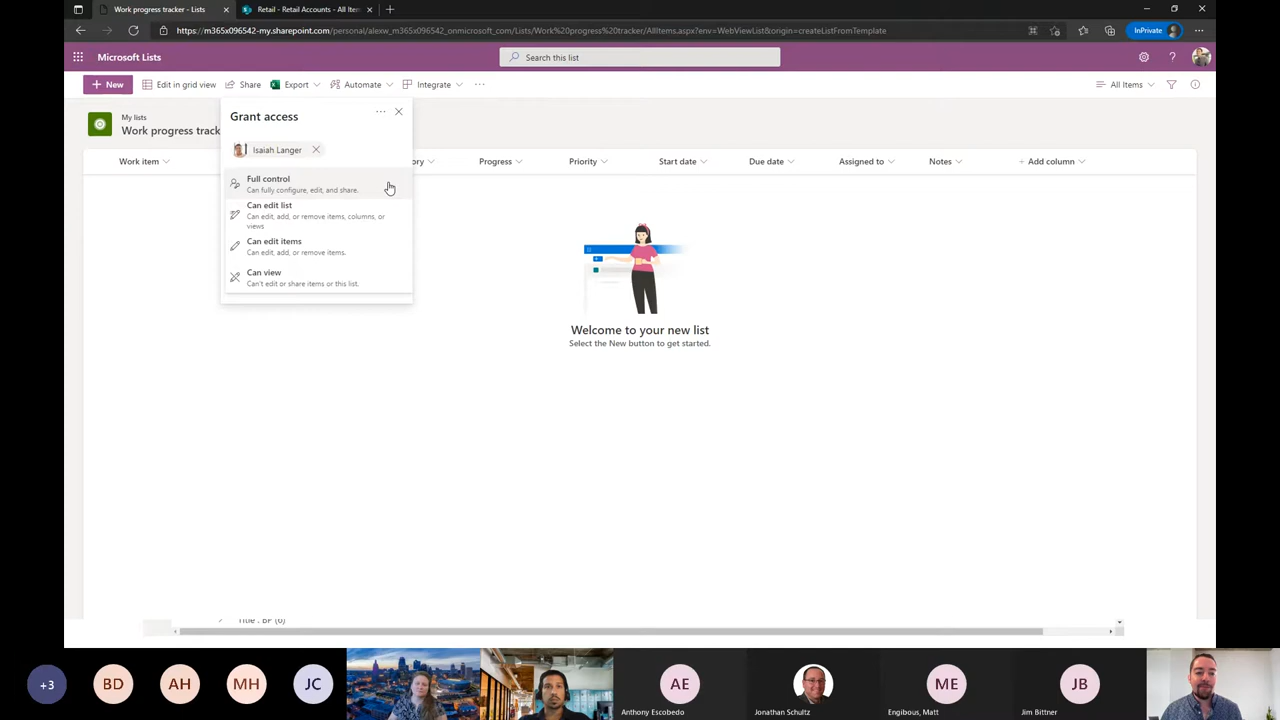 Work progress tracker - Lists
Retail - Retail Accounts - All Item
https://m365x096542-my.sharepoint.com/personal/alexw_m365x096542_onmicrosoft_com/Lists/Work%20progress%20tracker/AllItems.aspx?env=WebViewList&origin=createListFromTemplate
InPrivate
Microsoft Lists
Search this list
New
Edit in grid view
Share
Export
Automate
Integrate
All Items
Grant access
My lists
Work progress track
Isaiah Langer
Work item
ory
Progress
Priority
Start date
Due date
Assigned to
Notes
+ Add column
Full control
Can fully configure, edit, and share.
Can edit list
Can edit, add, or remove items, columns, or
views
Can edit items
Can edit, add, or remove items.
Can view
Can't edit or share items or this list.
Welcome to your new list
Select the New button to get started.
Title : BP (6)
+3
BD
AH
MH
JC
AE
Anthony Escobedo
Jonathan Schultz
ME
Engibous, Matt
JB
Jim Bittner